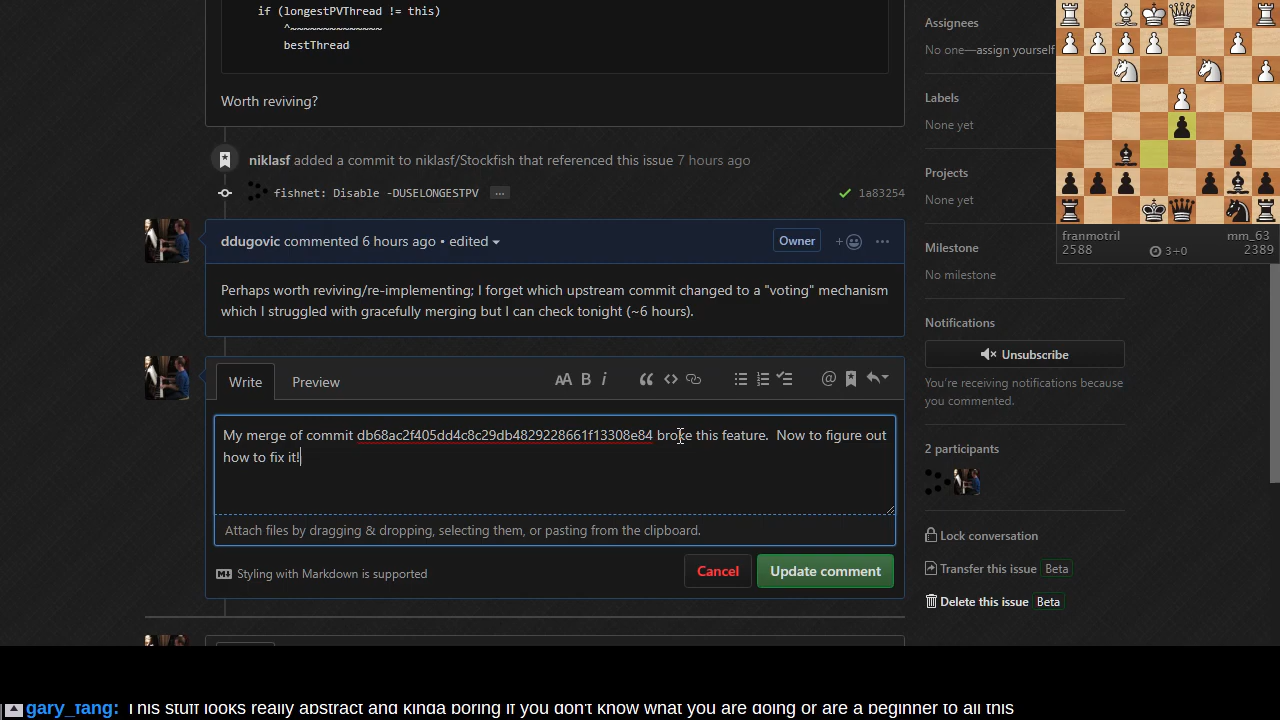 if (longestPVThread != this)
^~~~~~~~~~~~~~~
bestThread
Worth reviving?
niklasf added a commit to niklasf/Stockfish that referenced this issue 7 hours ago
fishnet: Disable -DUSELONGESTPV ...
1a83254
ddugovic commented 6 hours ago • edited
Owner
Perhaps worth reviving/re-implementing; I forget which upstream commit changed to a "voting" mechanism
which I struggled with gracefully merging but I can check tonight (~6 hours).
Write
Preview
AA B i
My merge of commit db68ac2f405dd4c8c29db4829228661f13308e84 broke this feature.  Now to figure out
how to fix it!
Attach files by dragging & dropping, selecting them, or pasting from the clipboard.
Styling with Markdown is supported
Cancel
Update comment
Assignees
No one—assign yourself
Labels
None yet
Projects
None yet
Milestone
No milestone
Notifications
Unsubscribe
You're receiving notifications because
you commented.
2 participants
Lock conversation
Transfer this issue Beta
Delete this issue Beta
franmotril
2588
3+0
mm_63
2389
gary_fang: This stuff looks really abstract and kinda boring if you don't know what you are doing or are a beginner to all this